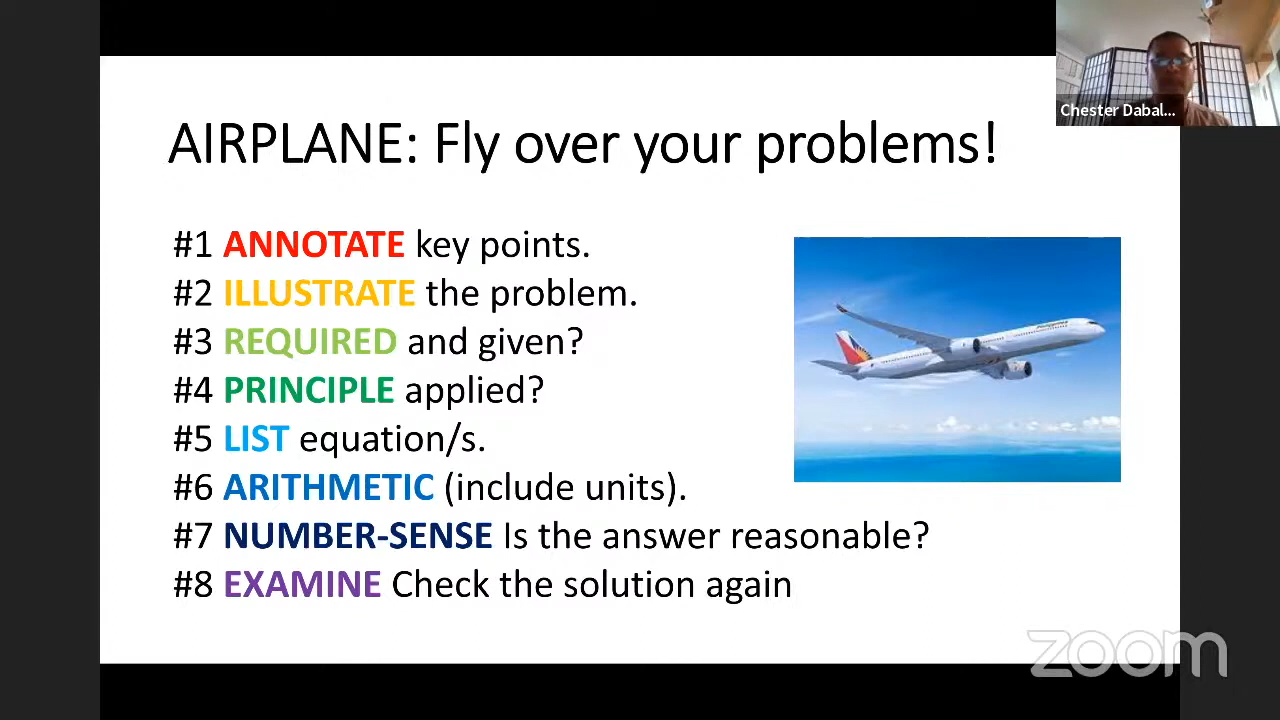 Chester Dabal...
AIRPLANE: Fly over your problems!
#1 ANNOTATE key points.
#2 ILLUSTRATE the problem.
#3 REQUIRED and given?
#4 PRINCIPLE applied?
#5 LIST equation/s.
#6 ARITHMETIC (include units).
#7 NUMBER-SENSE Is the answer reasonable?
#8 EXAMINE Check the solution again
Philippines
zoom